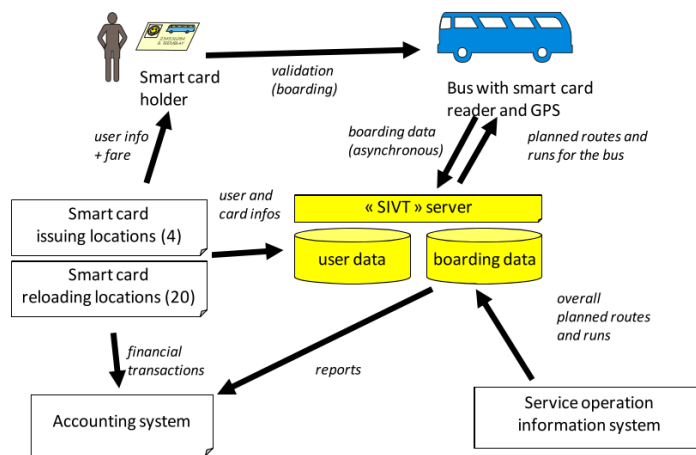 Smart card
holder
validation
(boarding)
Bus with smart card
reader and GPS
user info
+ fare
boarding data
(asynchronous)
planned routes and
runs for the bus
user and
card infos
« SIVT » server
Smart card
issuing locations (4)
user data
boarding data
Smart card
reloading locations (20)
overall
planned routes
and runs
financial
transactions
reports
Accounting system
Service operation
information system